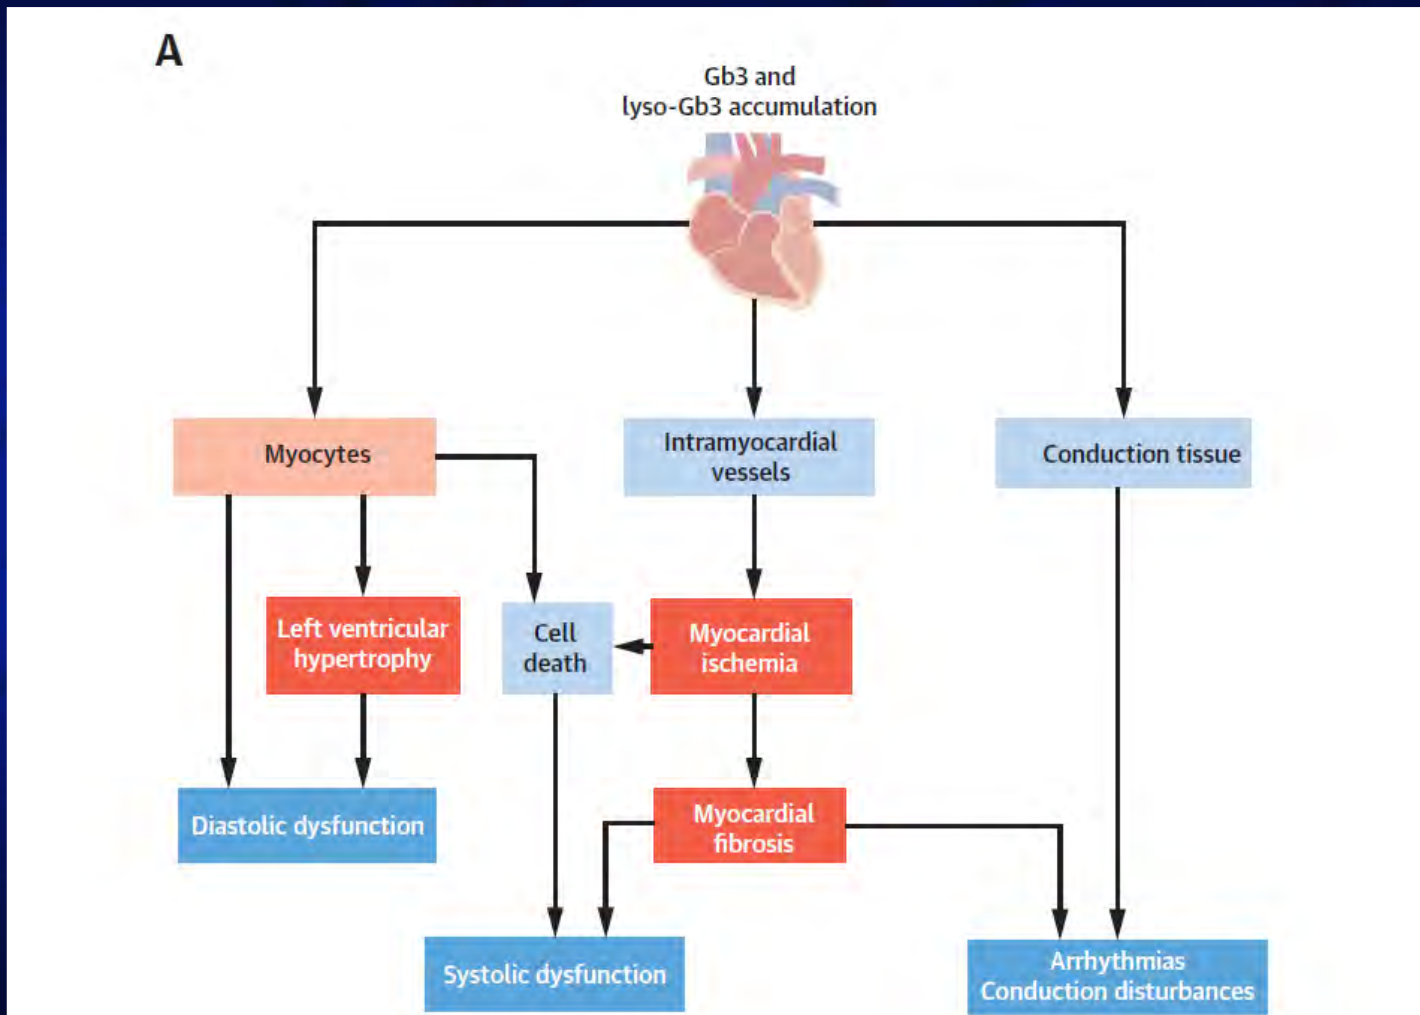 A
Gb3 and
lyso-Gb3 accumulation
Myocytes
Intramyocardial
vessels
Conduction tissue
Left ventricular
hypertrophy
Cell
death
Myocardial
ischemia
Diastolic dysfunction
Myocardial
fibrosis
Systolic dysfunction
Arrhythmias
Conduction disturbances